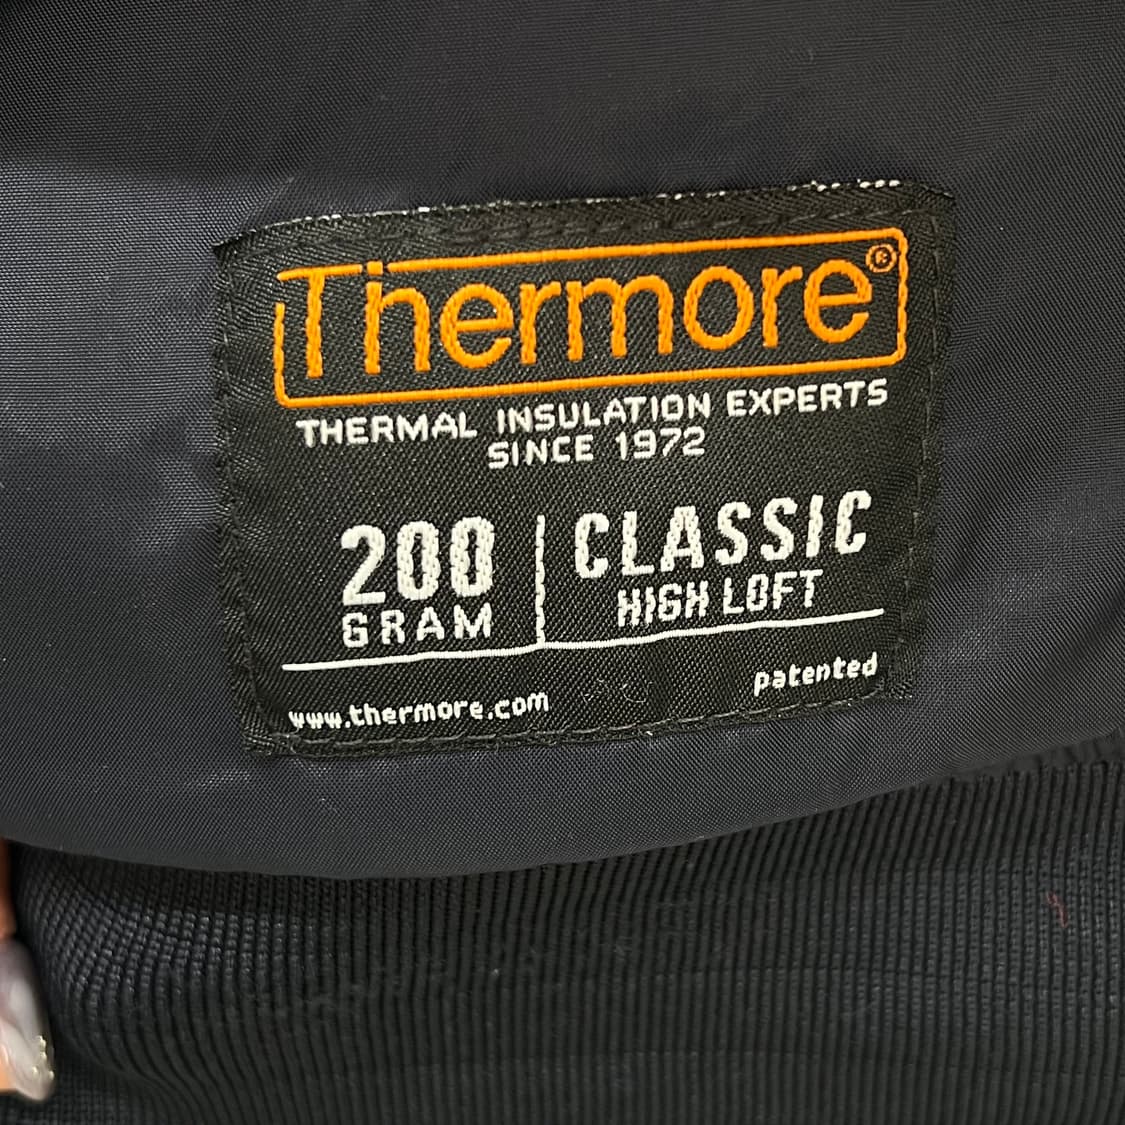 Thermore®
THERMAL INSULATION EXPERTS
SINCE 1972
200
GRAM
CLASSIC
HIGH LOFT
patented
www.thermore.com